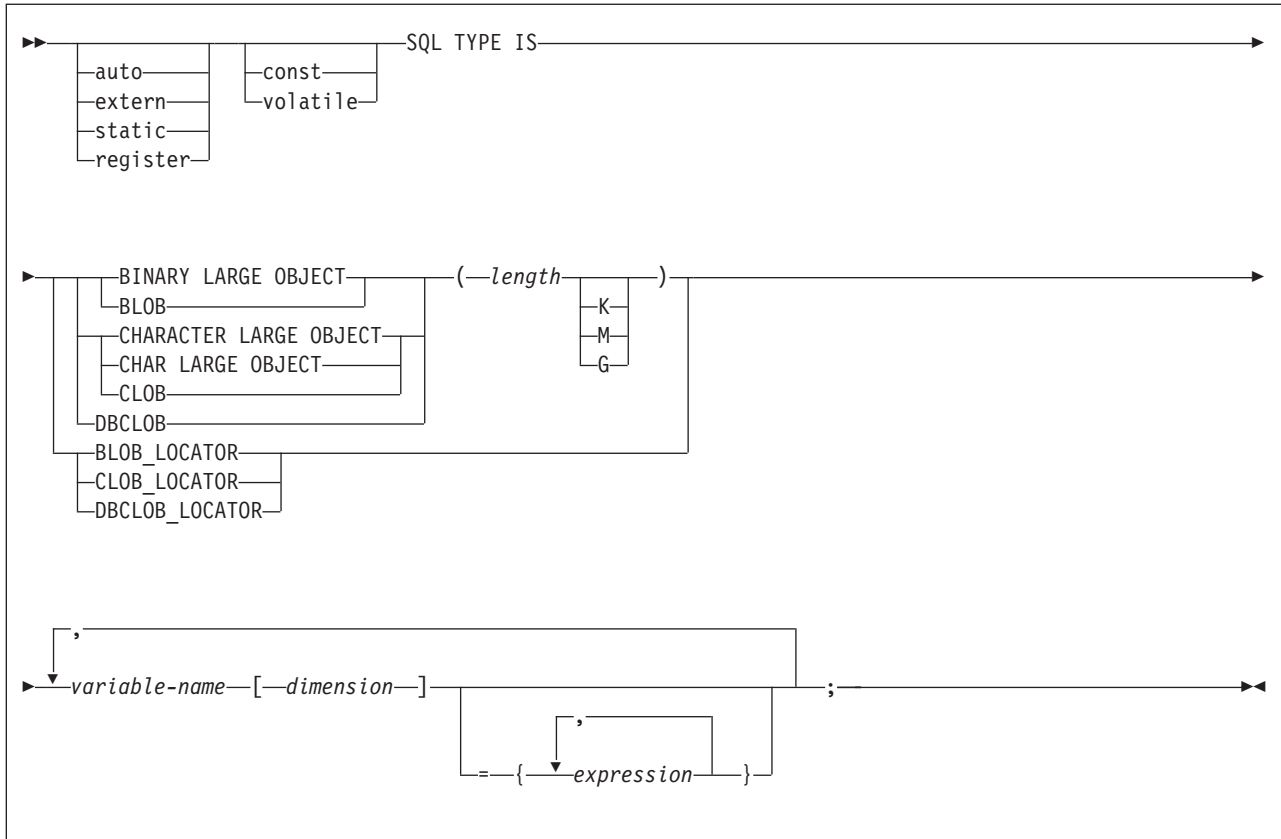 SQL TYPE IS
auto const
extern volatile
static
register
BINARY LARGE OBJECT ( length )
BLOB K
CHARACTER LARGE OBJECT M
CHAR LARGE OBJECT G
CLOB
DBCLOB
BLOB_LOCATOR
CLOB_LOCATOR
DBCLOB_LOCATOR
,
variable-name [ dimension ] ;
,
= { expression }